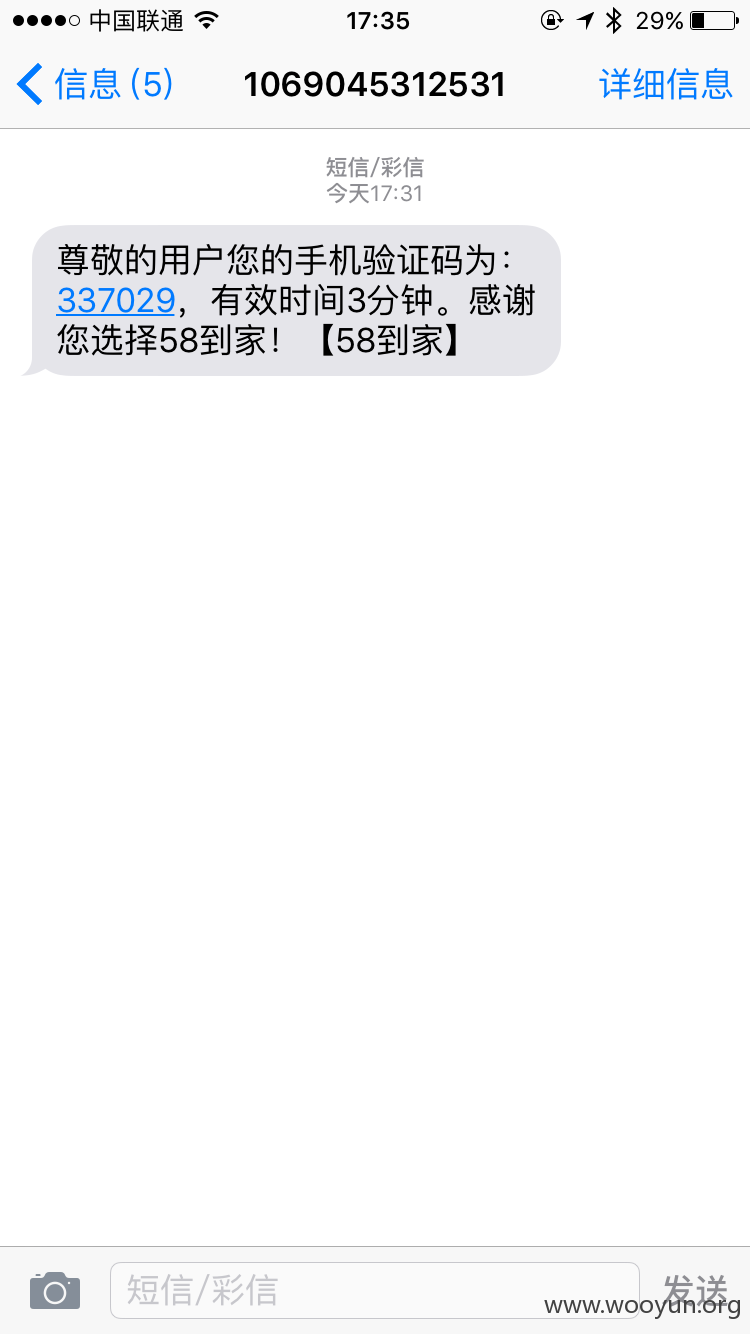 中国联通 17:35 29%
信息 (5) 1069045312531 详细信息
短信/彩信
今天17:31
尊敬的用户您的手机验证码为：
337029，有效时间3分钟。感谢
您选择58到家！【58到家】
短信/彩信 发送
www.wooyun.org